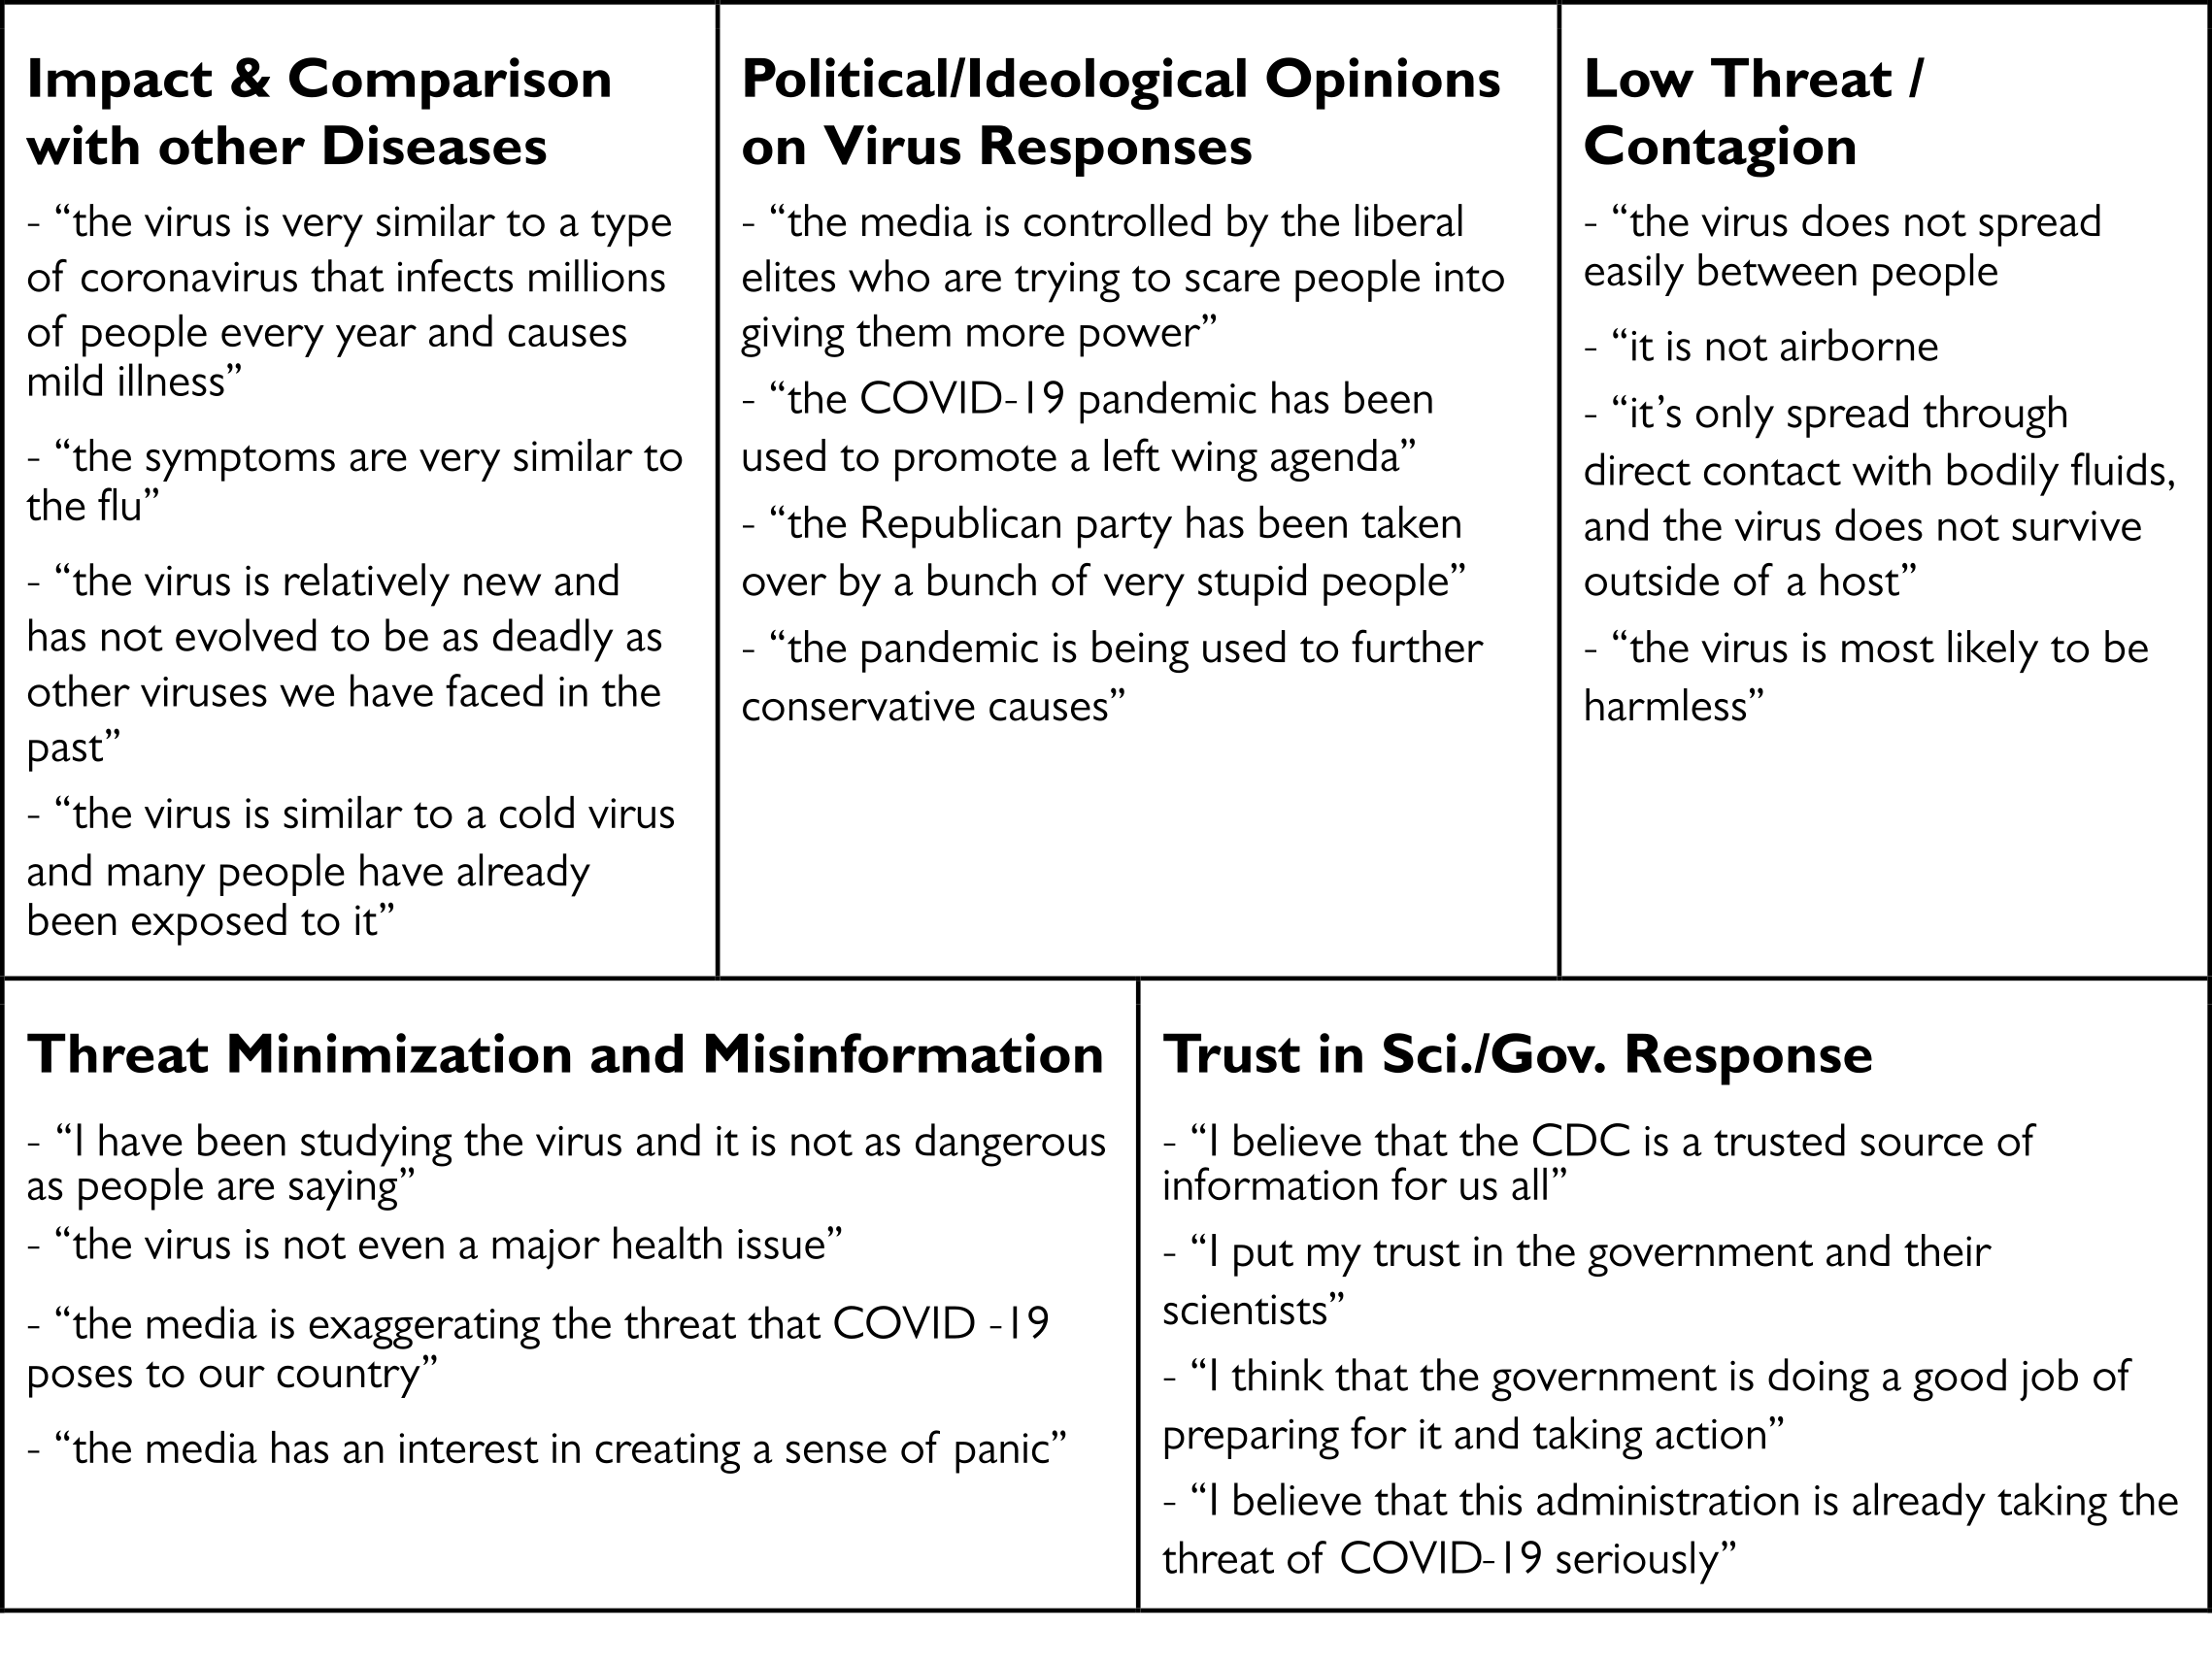 Impact & Comparison
with other Diseases
- “the virus is very similar to a type
of coronavirus that infects millions
of people every year and causes
mild illness”
- “the symptoms are very similar to
the flu”
- “the virus is relatively new and
has not evolved to be as deadly as
other viruses we have faced in the
past”
- “the virus is similar to a cold virus
and many people have already
been exposed to it”
Political/Ideological Opinions
on Virus Responses
- “the media is controlled by the liberal
elites who are trying to scare people into
giving them more power”
- “the COVID-19 pandemic has been
used to promote a left wing agenda”
- “the Republican party has been taken
over by a bunch of very stupid people”
- “the pandemic is being used to further
conservative causes”
Low Threat /
Contagion
- “the virus does not spread
easily between people
- “it is not airborne
- “it’s only spread through
direct contact with bodily fluids,
and the virus does not survive
outside of a host”
- “the virus is most likely to be
harmless”
Threat Minimization and Misinformation
- “I have been studying the virus and it is not as dangerous
as people are saying”
- “the virus is not even a major health issue”
- “the media is exaggerating the threat that COVID -19
poses to our country”
- “the media has an interest in creating a sense of panic”
Trust in Sci./Gov. Response
- “I believe that the CDC is a trusted source of
information for us all”
- “I put my trust in the government and their
scientists”
- “I think that the government is doing a good job of
preparing for it and taking action”
- “I believe that this administration is already taking the
threat of COVID-19 seriously”